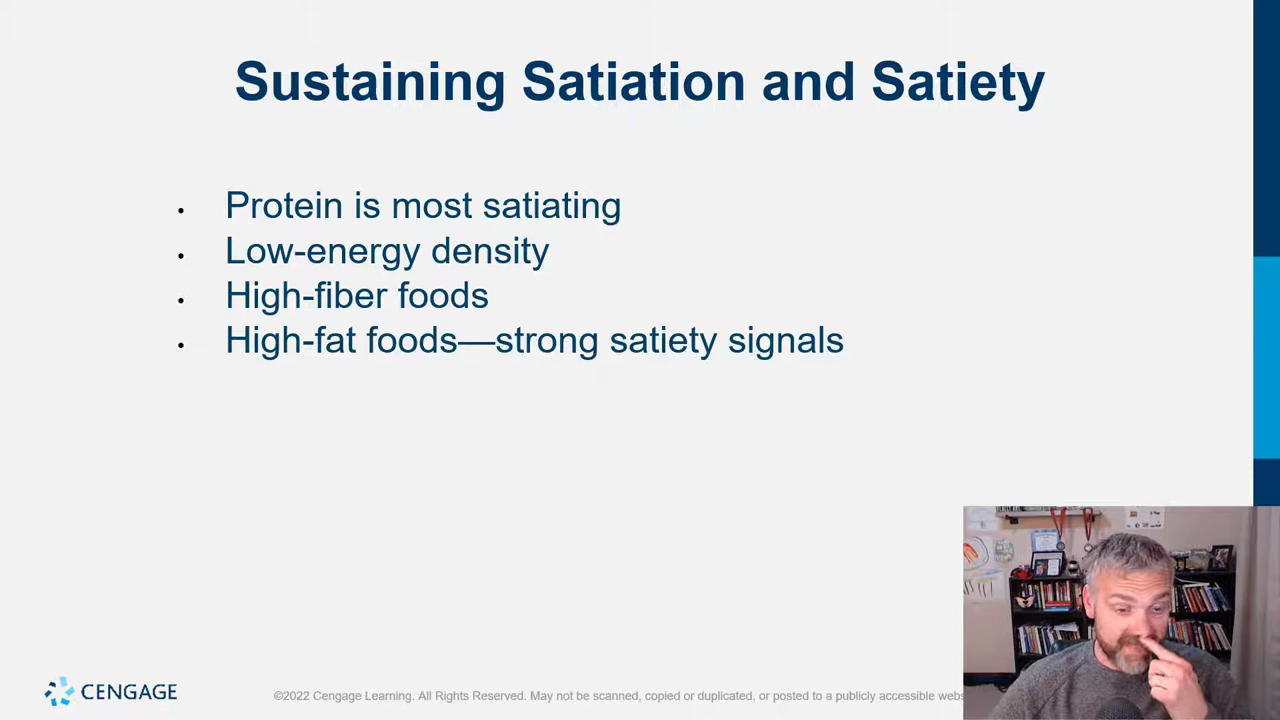 Sustaining Satiation and Satiety
• Protein is most satiating
• Low-energy density
• High-fiber foods
• High-fat foods—strong satiety signals
CENGAGE
©2022 Cengage Learning. All Rights Reserved. May not be scanned, copied or duplicated, or posted to a publicly accessible